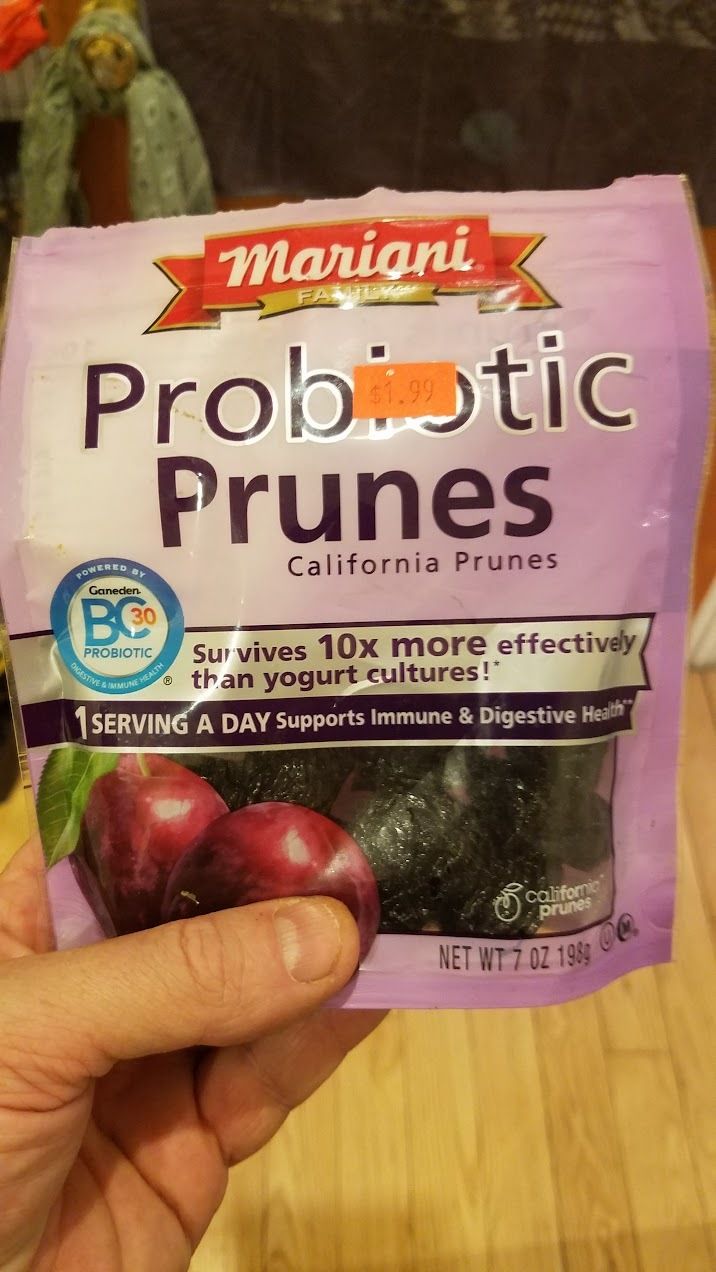 Mariani®
FAMILY
Probiotic
$1.99
Prunes
California Prunes
POWERED BY
Ganeden
BC30
PROBIOTIC
DIGESTIVE & IMMUNE HEALTH
®
Survives 10x more effectively
than yogurt cultures!*
1 SERVING A DAY Supports Immune & Digestive Health**
california
prunes
NET WT 7 OZ 198g
U M